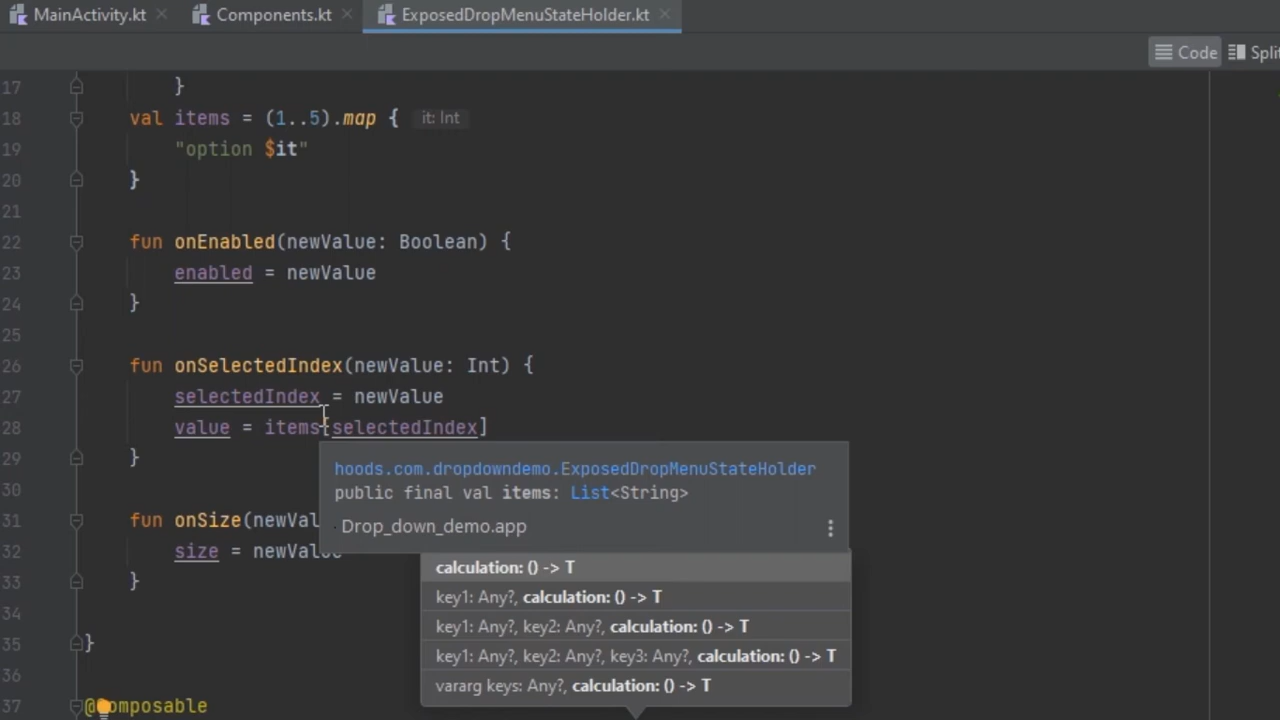 MainActivity.kt Components.kt ExposedDropMenuStateHolder.kt
Code Split
17 }
18 val items = (1..5).map { it: Int
19 "option $it"
20 }
21
22 fun onEnabled(newValue: Boolean) {
23 enabled = newValue
24 }
25
26 fun onSelectedIndex(newValue: Int) {
27 selectedIndex = newValue
28 value = items[selectedIndex]
29 }
hoods.com.dropdowndemo.ExposedDropMenuStateHolder
30
public final val items: List<String>
31 fun onSize(newVal
Drop_down_demo.app
32 size = newValue
calculation: () -> T
33 }
key1: Any?, calculation: () -> T
34
key1: Any?, key2: Any?, calculation: () -> T
35 }
key1: Any?, key2: Any?, key3: Any?, calculation: () -> T
36
vararg keys: Any?, calculation: () -> T
37 @Composable